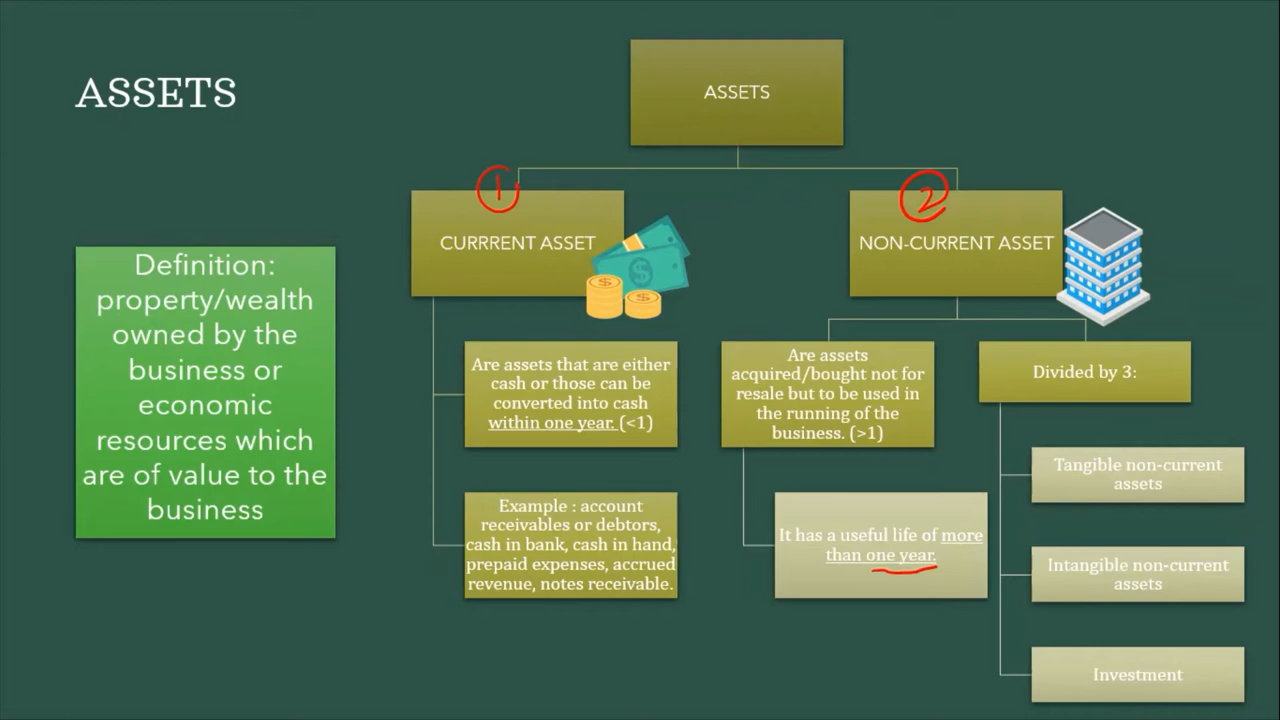 ASSETS
Definition:
property/wealth
owned by the
business or
economic
resources which
are of value to the
business
ASSETS
1
CURRRENT ASSET
$
$
$
Are assets that are either
cash or those can be
converted into cash
within one year. (<1)
Example : account
receivables or debtors,
cash in bank, cash in hand,
prepaid expenses, accrued
revenue, notes receivable.
2
NON-CURRENT ASSET
Are assets
acquired/bought not for
resale but to be used in
the running of the
business. (>1)
It has a useful life of more
than one year.
Divided by 3:
Tangible non-current
assets
Intangible non-current
assets
Investment